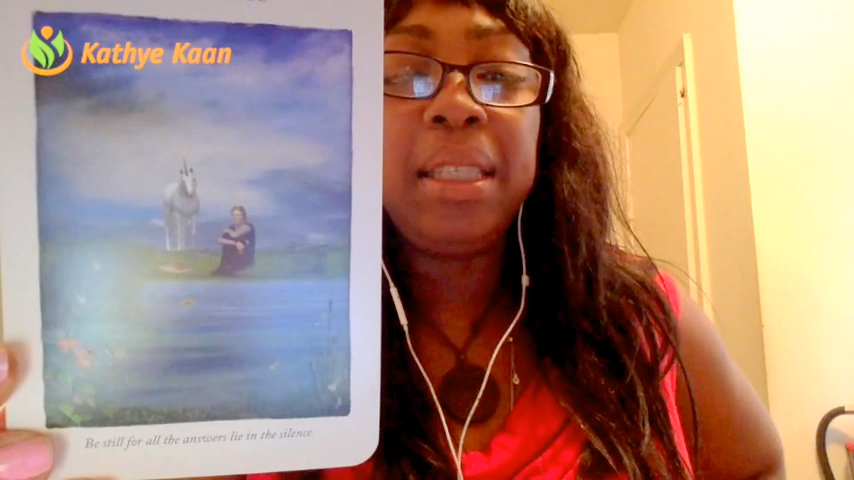 Kathye Kaan
Be still for all the answers lie in the silence.